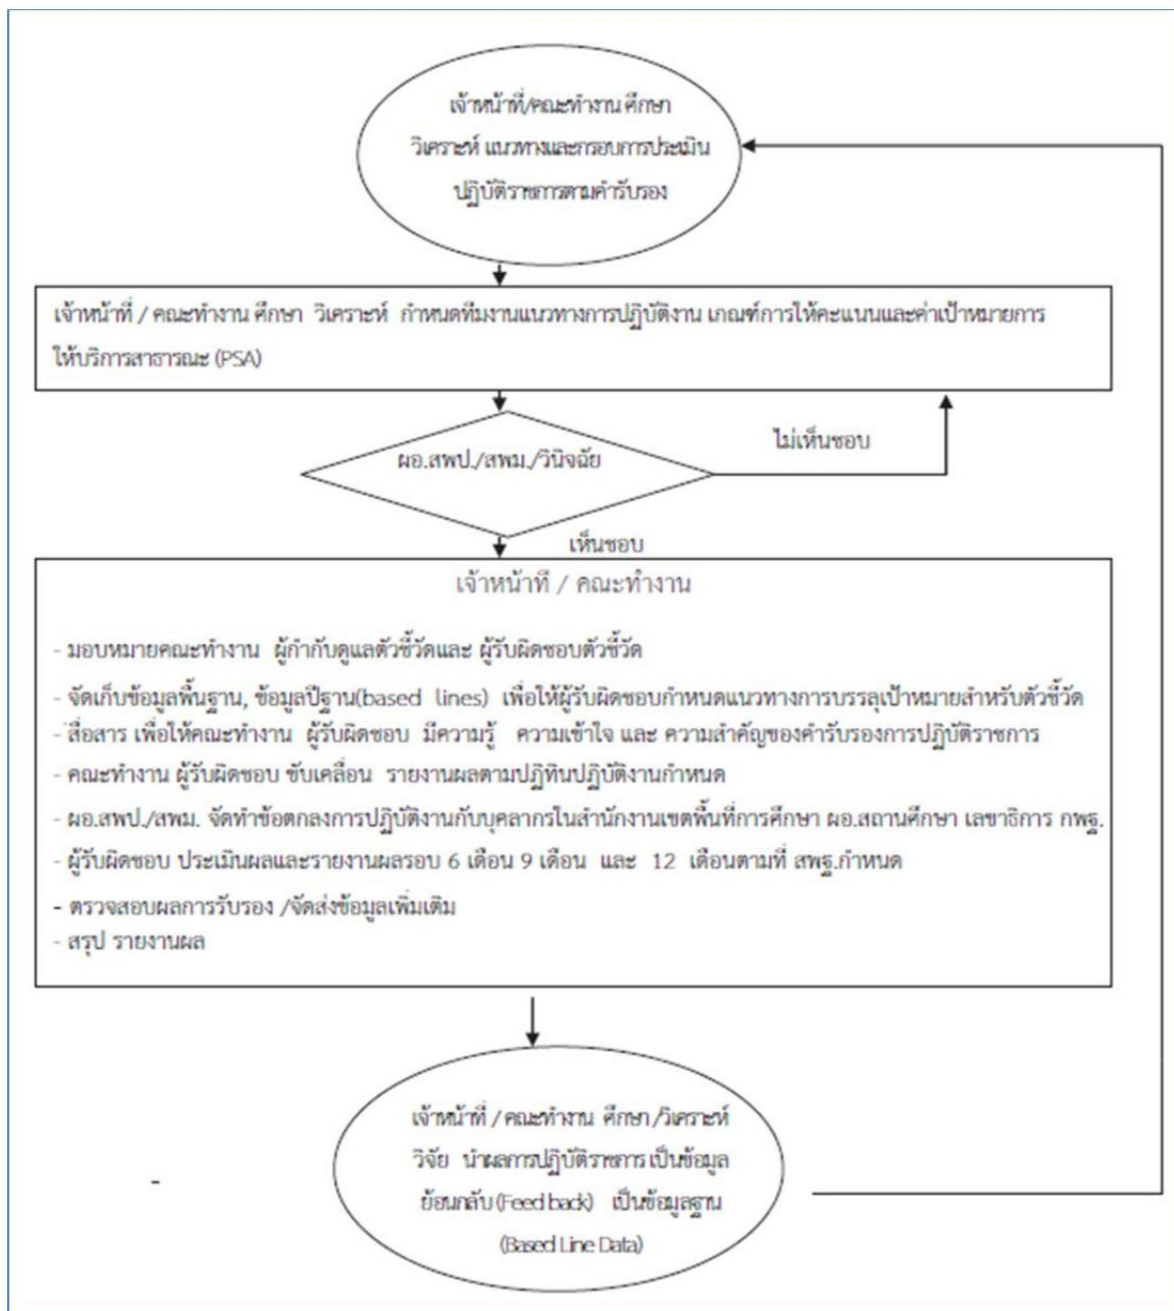 เจ้าหน้าที่/คณะทำงาน ศึกษา
วิเคราะห์ แนวทางและกรอบการประเมิน
ปฏิบัติราชการตามคำรับรอง
เจ้าหน้าที่ / คณะทำงาน ศึกษา วิเคราะห์ กำหนดทีมงานแนวทางการปฏิบัติงาน เกณฑ์การให้คะแนนและค่าเป้าหมายการ
ให้บริการสาธารณะ (PSA)
ผอ.สพป./สพม./วินิจฉัย
ไม่เห็นชอบ
เห็นชอบ
เจ้าหน้าที่ / คณะทำงาน
- มอบหมายคณะทำงาน ผู้กำกับดูแลตัวชี้วัดและ ผู้รับผิดชอบตัวชี้วัด
- จัดเก็บข้อมูลพื้นฐาน, ข้อมูลปีฐาน(based lines) เพื่อให้ผู้รับผิดชอบกำหนดแนวทางการบรรลุเป้าหมายสำหรับตัวชี้วัด
- สื่อสาร เพื่อให้คณะทำงาน ผู้รับผิดชอบ มีความรู้ ความเข้าใจ และ ความสำคัญของคำรับรองการปฏิบัติราชการ
- คณะทำงาน ผู้รับผิดชอบ ขับเคลื่อน รายงานผลตามปฏิทินปฏิบัติงานกำหนด
- ผอ.สพป./สพม. จัดทำข้อตกลงการปฏิบัติงานกับบุคลากรในสำนักงานเขตพื้นที่การศึกษา ผอ.สถานศึกษา เลขาธิการ กพฐ.
- ผู้รับผิดชอบ ประเมินผลและรายงานผลรอบ 6 เดือน 9 เดือน และ 12 เดือนตามที่ สพฐ.กำหนด
- ตรวจสอบผลการรับรอง /จัดส่งข้อมูลเพิ่มเติม
- สรุป รายงานผล
เจ้าหน้าที่ / คณะทำงาน ศึกษา /วิเคราะห์
วิจัย นำผลการปฏิบัติราชการ เป็นข้อมูล
ย้อนกลับ (Feed back) เป็นข้อมูลฐาน
(Based Line Data)
-